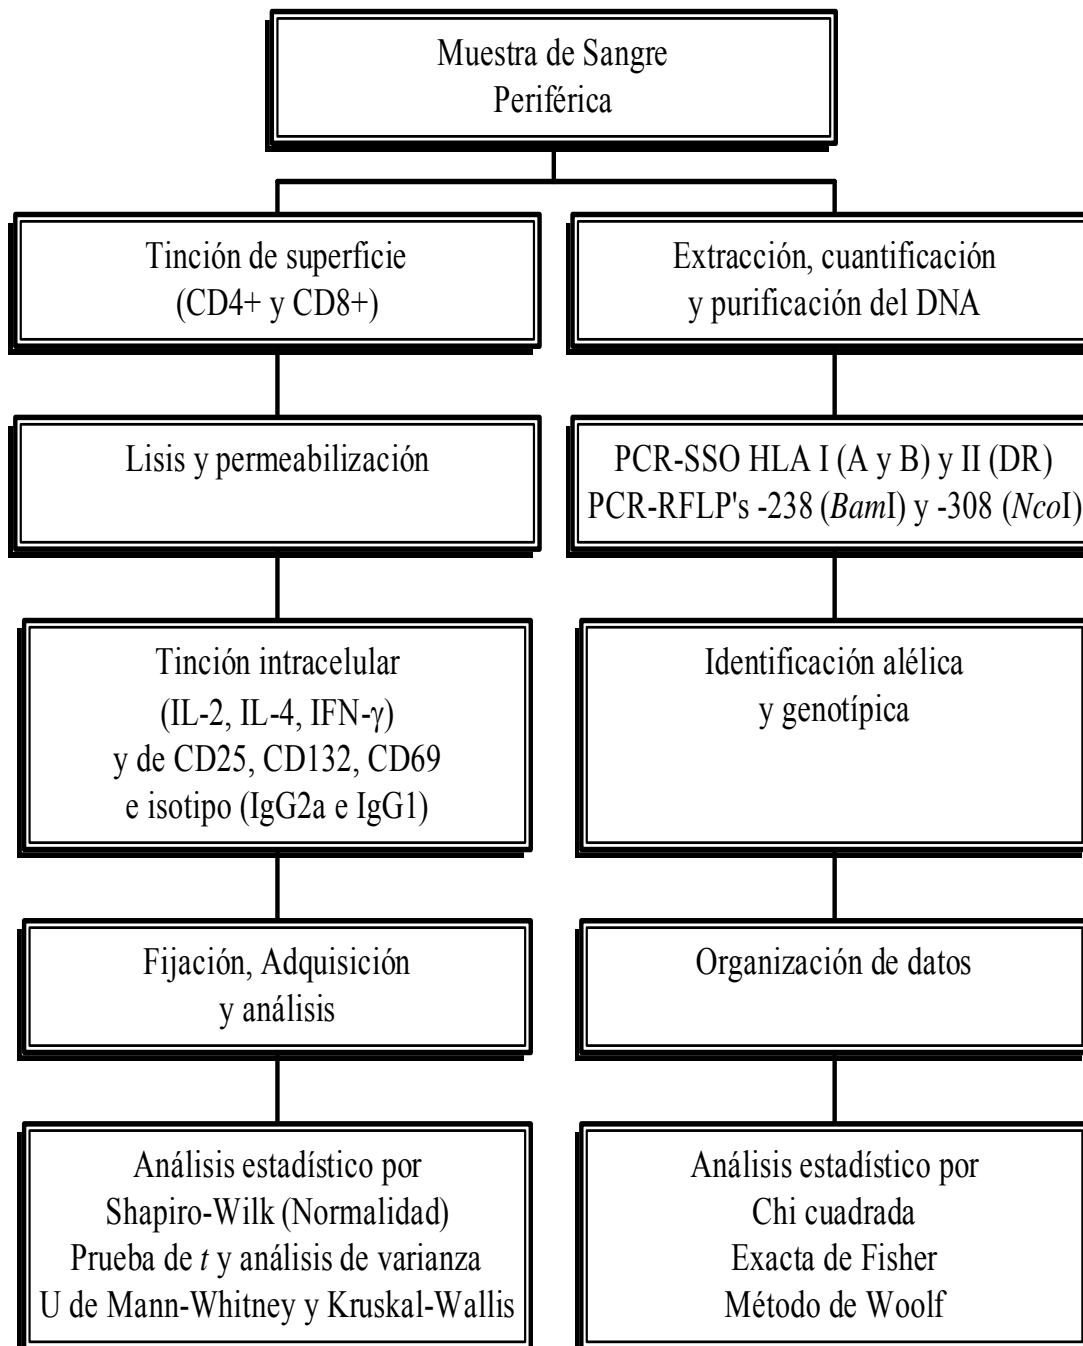 Muestra de Sangre
Periférica
Tinción de superficie
(CD4+ y CD8+)
Extracción, cuantificación
y purificación del DNA
Lisis y permeabilización
PCR-SSO HLA I (A y B) y II (DR)
PCR-RFLP's -238 (BamI) y -308 (NcoI)
Tinción intracelular
(IL-2, IL-4, IFN-γ)
y de CD25, CD132, CD69
e isotipo (IgG2a e IgG1)
Identificación alélica
y genotípica
Fijación, Adquisición
y análisis
Organización de datos
Análisis estadístico por
Shapiro-Wilk (Normalidad)
Prueba de t y análisis de varianza
U de Mann-Whitney y Kruskal-Wallis
Análisis estadístico por
Chi cuadrada
Exacta de Fisher
Método de Woolf